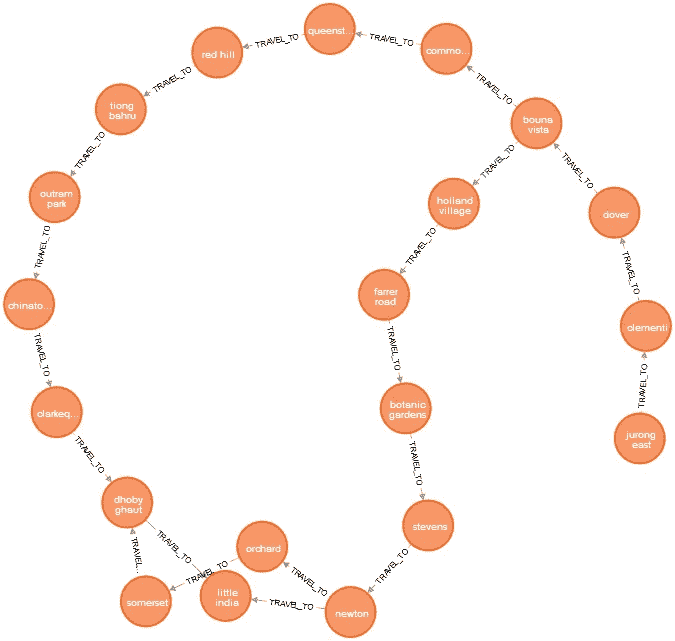 queenst...
TRAVEL_TO
TRAVEL_TO
commo...
red hill
TRAVEL_TO
TRAVEL_TO
tiong
bahru
bouna
vista
TRAVEL_TO
TRAVEL_TO
TRAVEL_TO
outram
park
holland
village
dover
TRAVEL_TO
TRAVEL_TO
TRAVEL_TO
chinato...
farrer
road
clementi
TRAVEL_TO
TRAVEL_TO
TRAVEL_TO
clarkeq...
botanic
gardens
jurong
east
TRAVEL_TO
TRAVEL_TO
dhoby
ghaut
stevens
TRAVEL...
TRAVEL_TO
orchard
TRAVEL_TO
TRAVEL_TO
TRAVEL_TO
somerset
little
india
TRAVEL_TO
newton